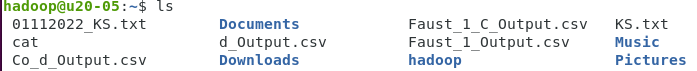 hadoop@u20-05:~$ ls
01112022_KS.txt Documents Faust_1_C_Output.csv KS.txt
cat d_Output.csv Faust_1_Output.csv Music
Co_d_Output.csv Downloads hadoop Pictures